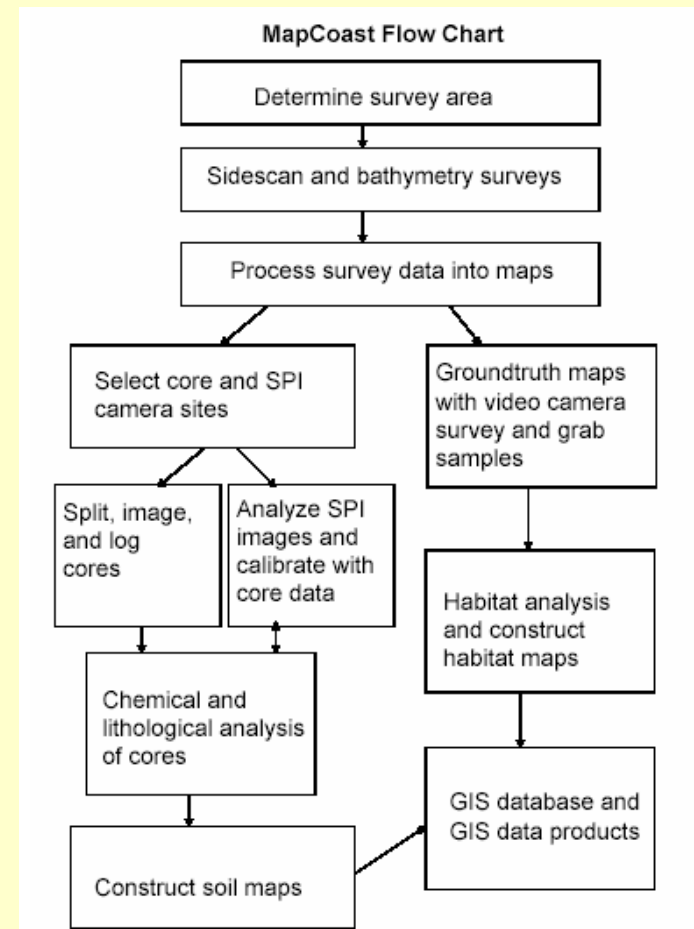 MapCoast Flow Chart
Determine survey area
Sidescan and bathymetry surveys
Process survey data into maps
Select core and SPI
camera sites
Groundtruth maps
with video camera
survey and grab
samples
Split, image,
and log
cores
Analyze SPI
images and
calibrate with
core data
Habitat analysis
and construct
habitat maps
Chemical and
lithological analysis
of cores
GIS database and
GIS data products
Construct soil maps